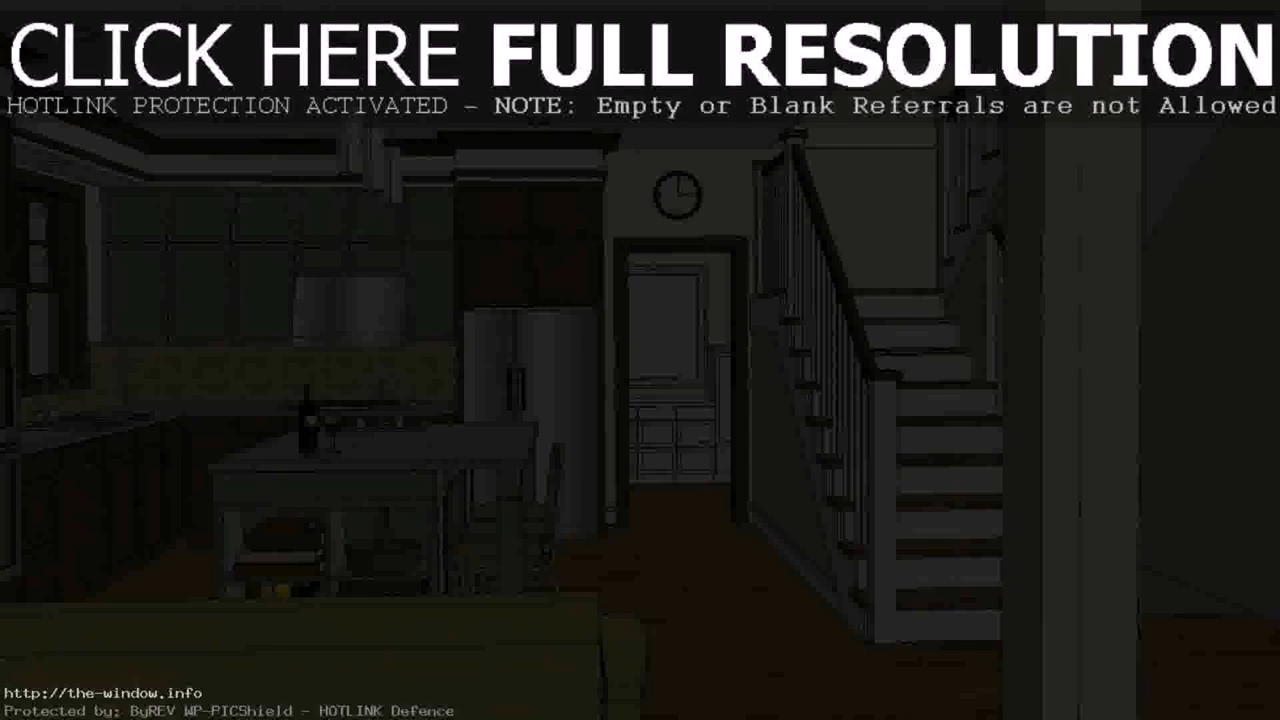 CLICK HERE FULL RESOLUTION
HOTLINK PROTECTION ACTIVATED - NOTE: Empty or Blank Referrals are not Allowed
http://the-window.info
Protected by: ByREV WP-PICShield - HOTLINK Defence